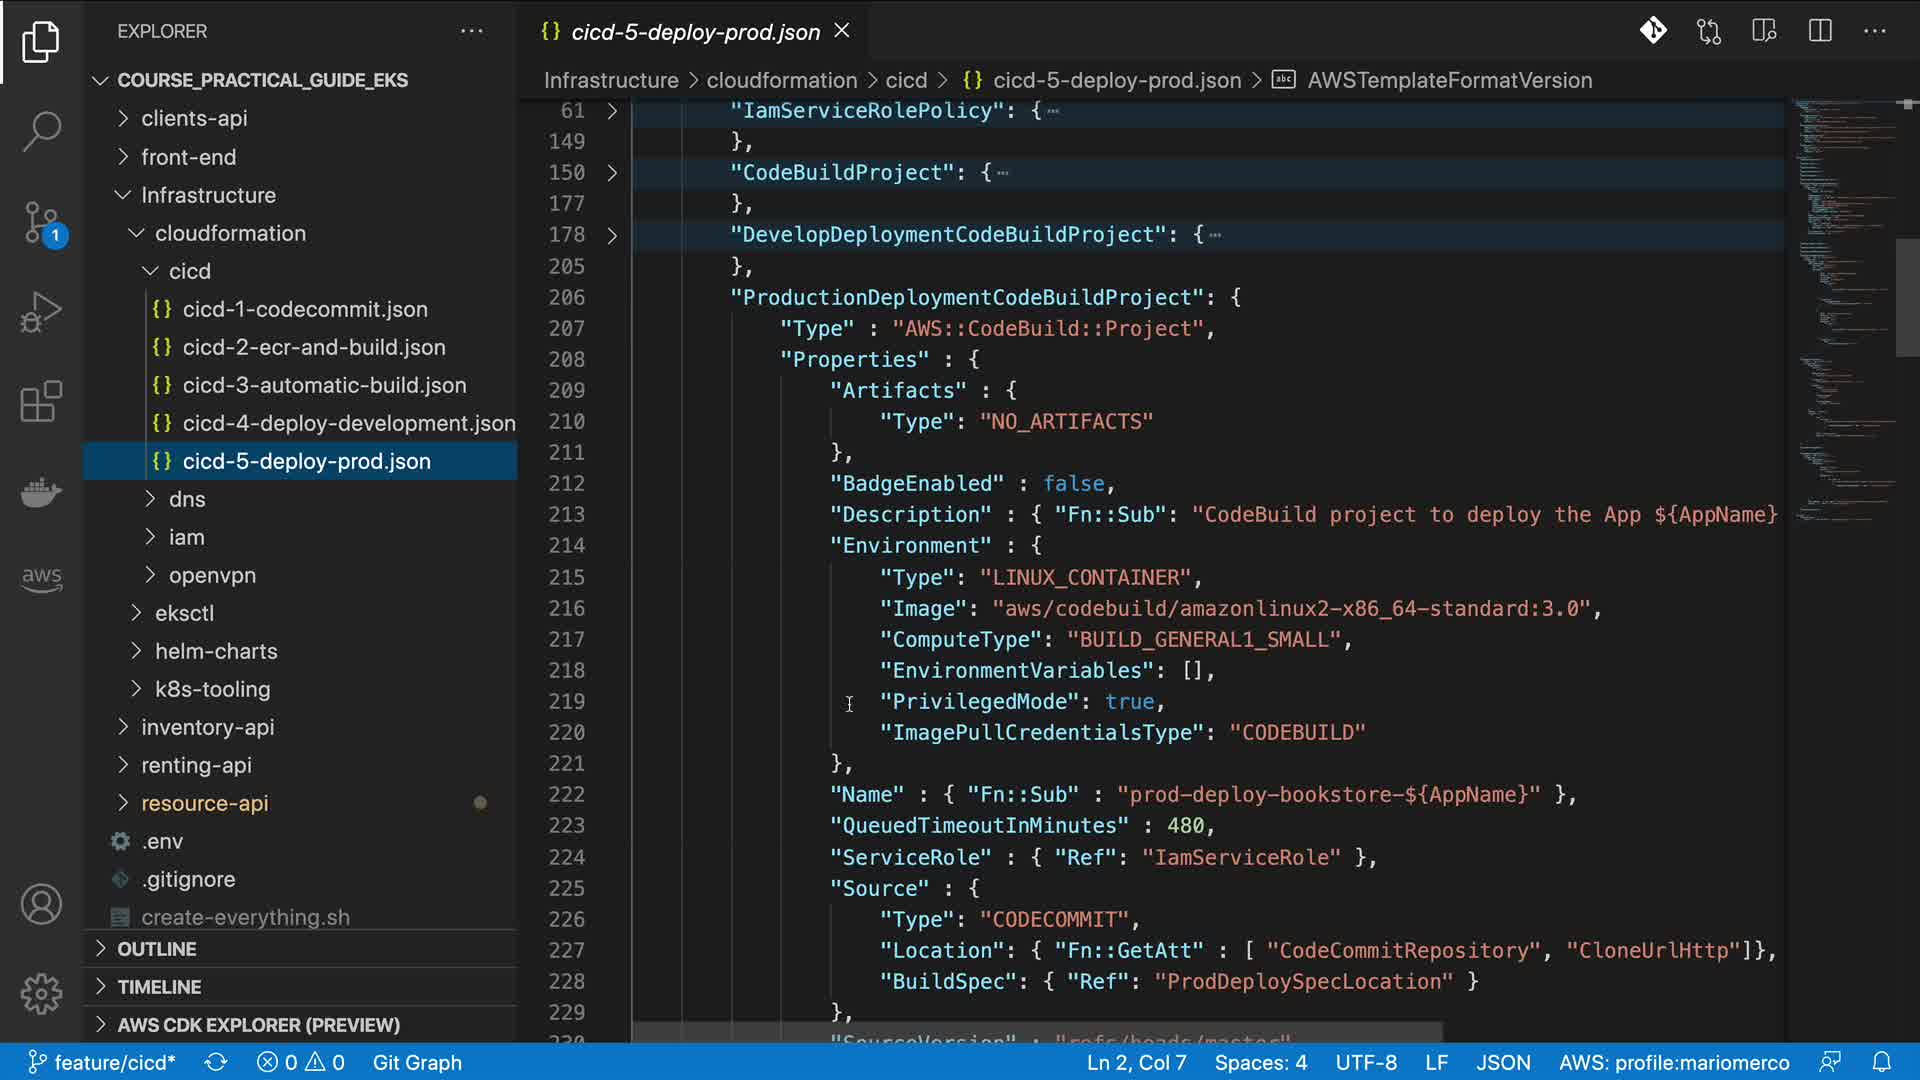 EXPLORER
COURSE_PRACTICAL_GUIDE_EKS
clients-api
front-end
Infrastructure
cloudformation
cicd
{} cicd-1-codecommit.json
{} cicd-2-ecr-and-build.json
{} cicd-3-automatic-build.json
{} cicd-4-deploy-development.json
{} cicd-5-deploy-prod.json
dns
iam
openvpn
eksctl
helm-charts
k8s-tooling
inventory-api
renting-api
resource-api
.env
.gitignore
create-everything.sh
OUTLINE
TIMELINE
AWS CDK EXPLORER (PREVIEW)
1
aws
{} cicd-5-deploy-prod.json
Infrastructure > cloudformation > cicd > {} cicd-5-deploy-prod.json > abc AWSTemplateFormatVersion
61 "IamServiceRolePolicy": {…
149 },
150 "CodeBuildProject": {…
177 },
178 "DevelopDeploymentCodeBuildProject": {…
205 },
206 "ProductionDeploymentCodeBuildProject": {
207 "Type" : "AWS::CodeBuild::Project",
208 "Properties" : {
209 "Artifacts" : {
210 "Type": "NO_ARTIFACTS"
211 },
212 "BadgeEnabled" : false,
213 "Description" : { "Fn::Sub": "CodeBuild project to deploy the App ${AppName}
214 "Environment" : {
215 "Type": "LINUX_CONTAINER",
216 "Image": "aws/codebuild/amazonlinux2-x86_64-standard:3.0",
217 "ComputeType": "BUILD_GENERAL1_SMALL",
218 "EnvironmentVariables": [],
219 "PrivilegedMode": true,
220 "ImagePullCredentialsType": "CODEBUILD"
221 },
222 "Name" : { "Fn::Sub" : "prod-deploy-bookstore-${AppName}" },
223 "QueuedTimeoutInMinutes" : 480,
224 "ServiceRole" : { "Ref": "IamServiceRole" },
225 "Source" : {
226 "Type": "CODECOMMIT",
227 "Location": { "Fn::GetAtt" : [ "CodeCommitRepository", "CloneUrlHttp"]},
228 "BuildSpec": { "Ref": "ProdDeploySpecLocation" }
229 },
230 "SourceVersion" : "refs/heads/master"
feature/cicd* 0 0 Git Graph Ln 2, Col 7 Spaces: 4 UTF-8 LF JSON AWS: profile:mariomerco